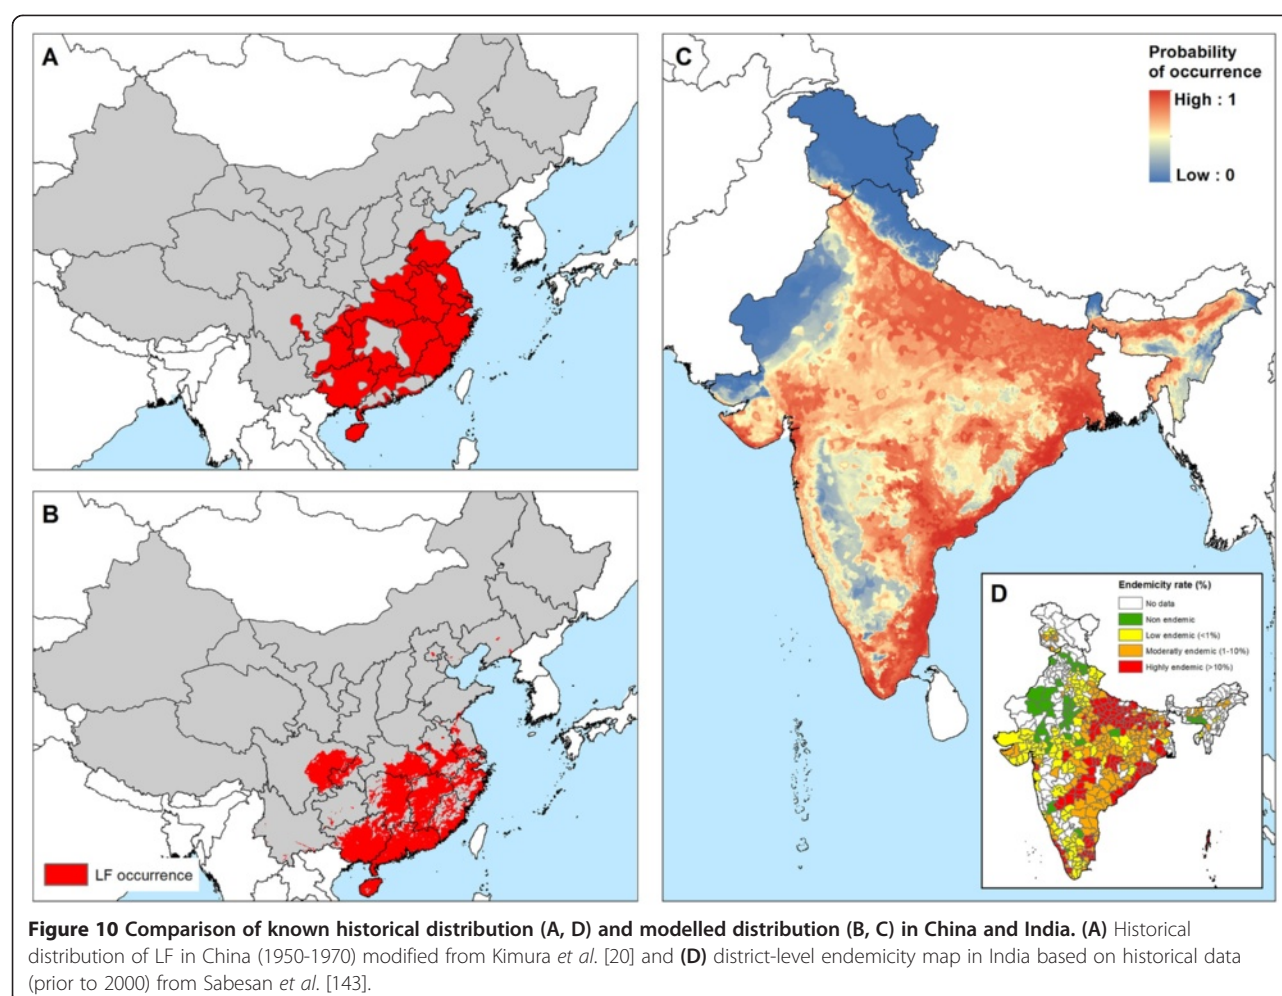 A
B
LF occurrence
C
Probability
of occurrence
High : 1
Low : 0
D
Endemicity rate (%)
No data
Non endemic
Low endemic (<1%)
Moderatly endemic (1-10%)
Highly endemic (>10%)
Figure 10 Comparison of known historical distribution (A, D) and modelled distribution (B, C) in China and India. (A) Historical
distribution of LF in China (1950-1970) modified from Kimura et al. [20] and (D) district-level endemicity map in India based on historical data
(prior to 2000) from Sabesan et al. [143].